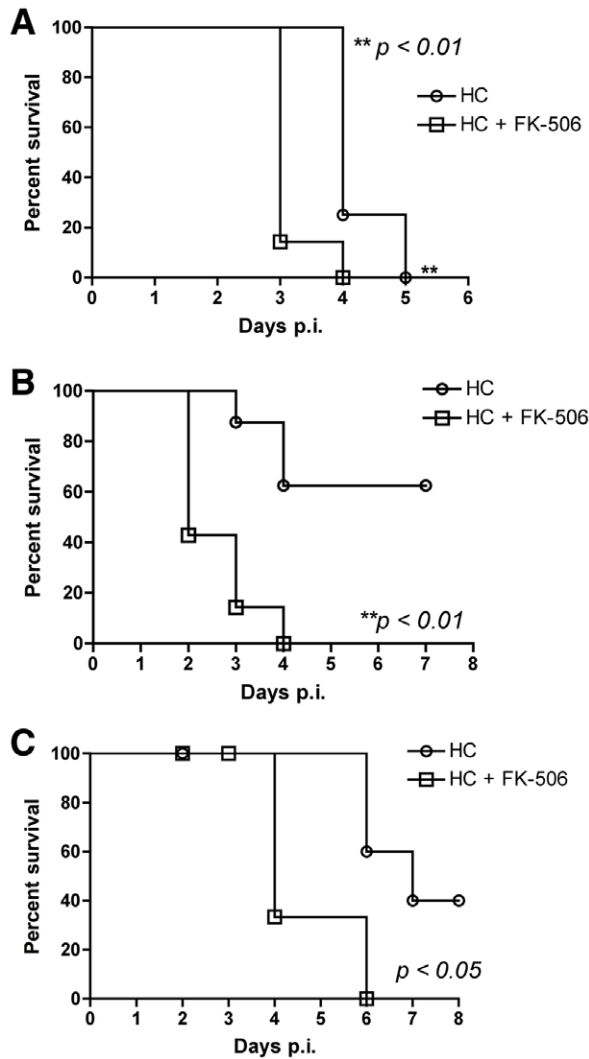 A
100
80
60
40
20
0
Percent survival
** p < 0.01
HC
HC + FK-506
**
0 1 2 3 4 5 6
Days p.i.
B
100
80
60
40
20
0
Percent survival
HC
HC + FK-506
**p < 0.01
0 1 2 3 4 5 6 7 8
Days p.i.
C
100
80
60
40
20
0
Percent survival
HC
HC + FK-506
p < 0.05
0 1 2 3 4 5 6 7 8
Days p.i.